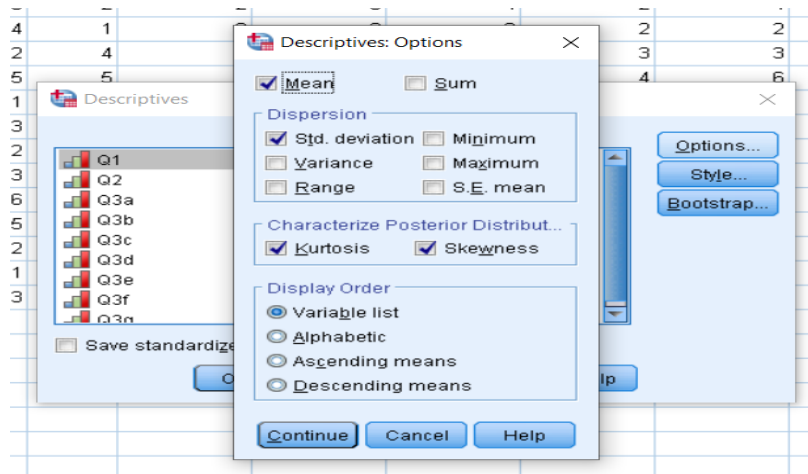 4 1 2 2
2 4 3 3
5 5 4 6
1
3
2
3
6
5
2
1
3
Descriptives
Q1
Q2
Q3a
Q3b
Q3c
Q3d
Q3e
Q3f
Q3g
Save standardize
Options...
Style...
Bootstrap...
Descriptives: Options
Mean Sum
Dispersion
Std. deviation Minimum
Variance Maximum
Range S.E. mean
Characterize Posterior Distribut...
Kurtosis Skewness
Display Order
Variable list
Alphabetic
Ascending means
Descending means
Continue Cancel Help